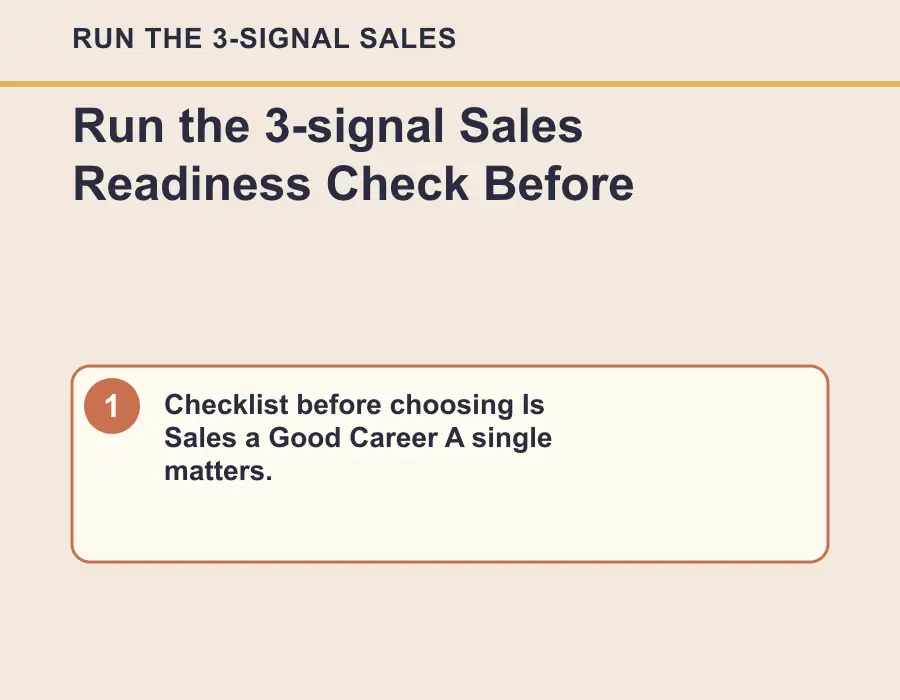 RUN THE 3-SIGNAL SALES
Run the 3-signal Sales
Readiness Check Before
1
Checklist before choosing Is
Sales a Good Career A single
matters.